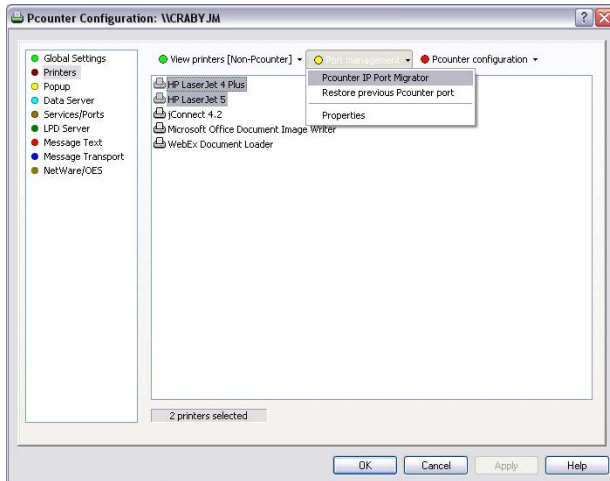 Pcounter Configuration: \\CRABYJM
Global Settings
Printers
Popup
Data Server
Services/Ports
LPD Server
Message Text
Message Transport
NetWare/OES
View printers [Non-Pcounter]
Port management
Pcounter configuration
Pcounter IP Port Migrator
Restore previous Pcounter port
Properties
HP LaserJet 4 Plus
HP LaserJet 5
jConnect 4.2
Microsoft Office Document Image Writer
WebEx Document Loader
2 printers selected
OK
Cancel
Apply
Help